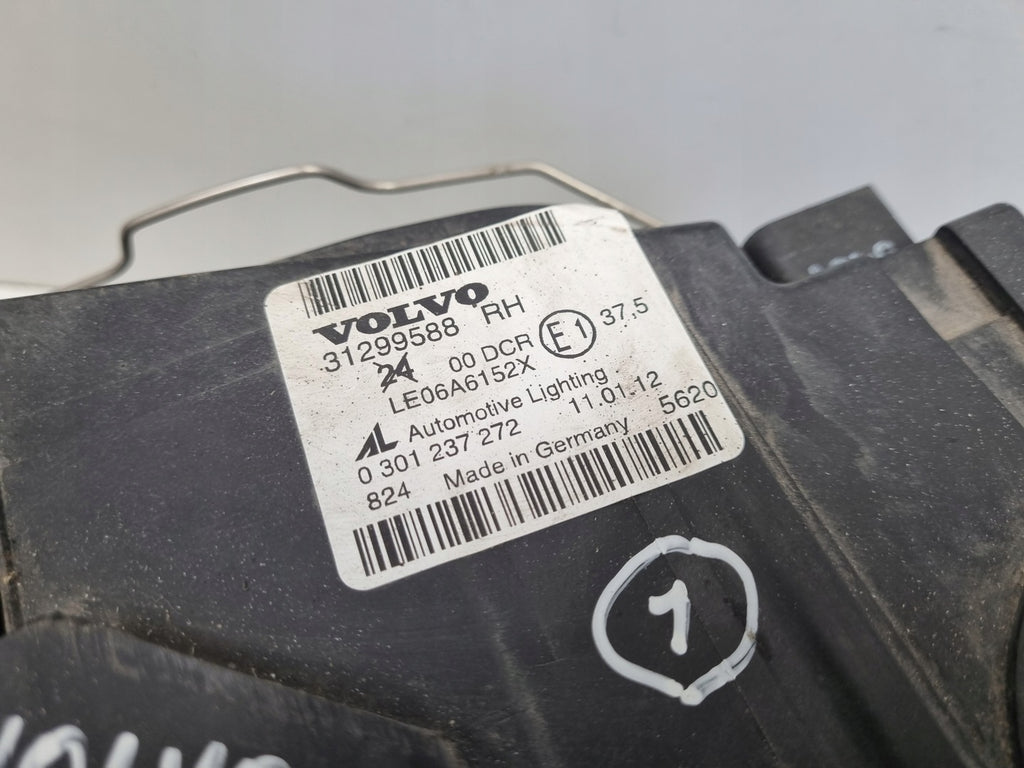 VOLVO
31299588 RH
24 00 DCR E1 37,5
LE06A6152X
AL Automotive Lighting
0 301 237 272 11.01.12
824 Made in Germany 5620
1